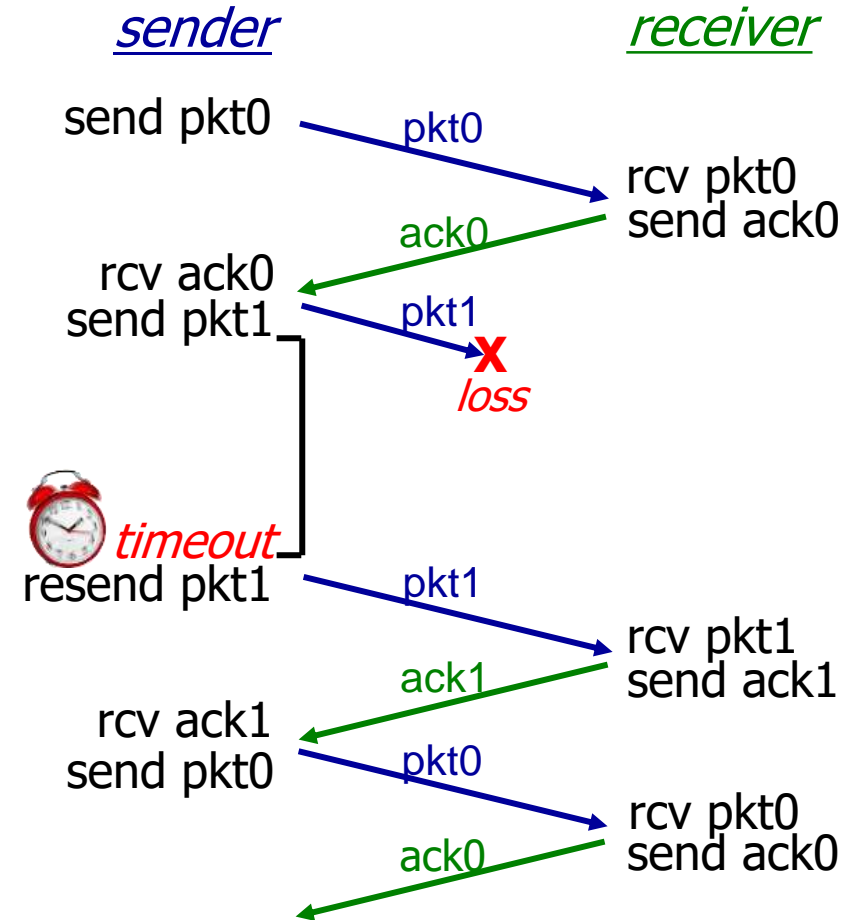 sender
receiver
send pkt0
pkt0
rcv pkt0
send ack0
ack0
rcv ack0
send pkt1
pkt1
X
loss
timeout
resend pkt1
pkt1
rcv pkt1
send ack1
ack1
rcv ack1
send pkt0
pkt0
rcv pkt0
send ack0
ack0